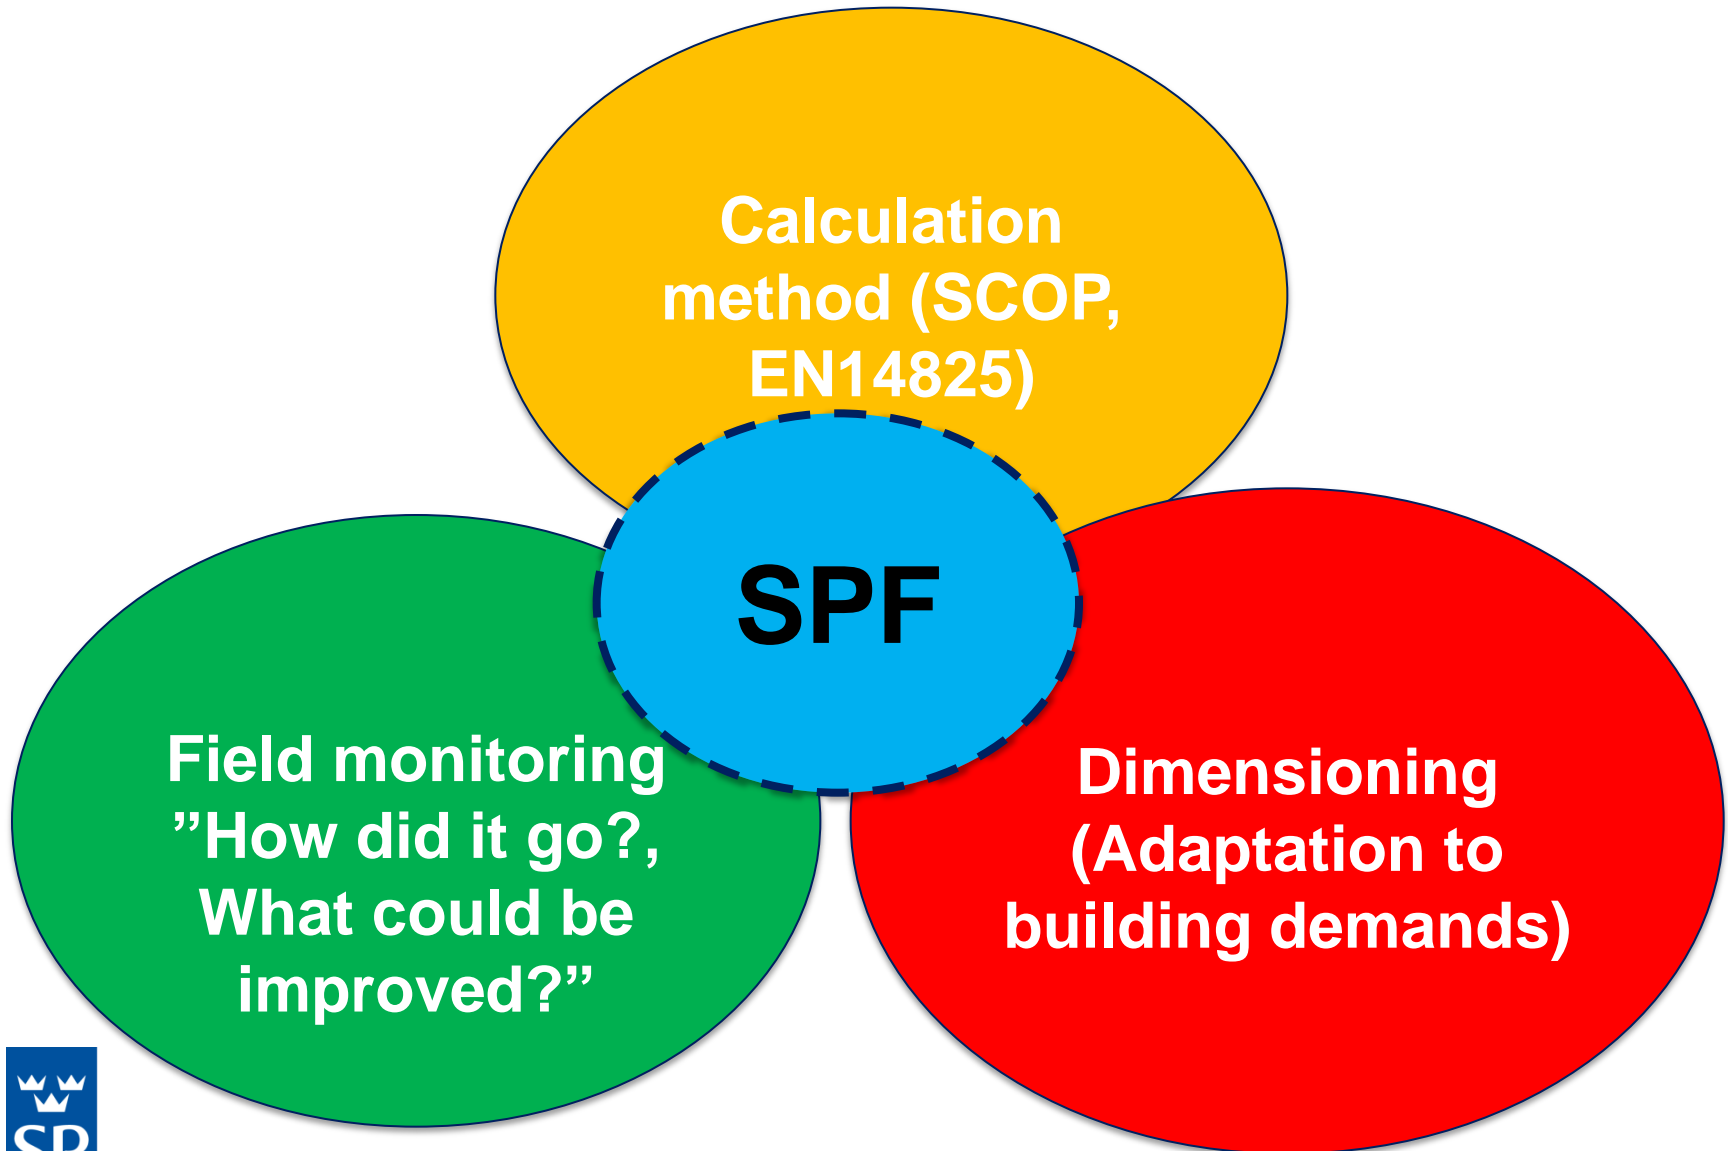 Calculation
method (SCOP,
EN14825)
SPF
Field monitoring
”How did it go?,
What could be
improved?”
Dimensioning
(Adaptation to
building demands)
SP